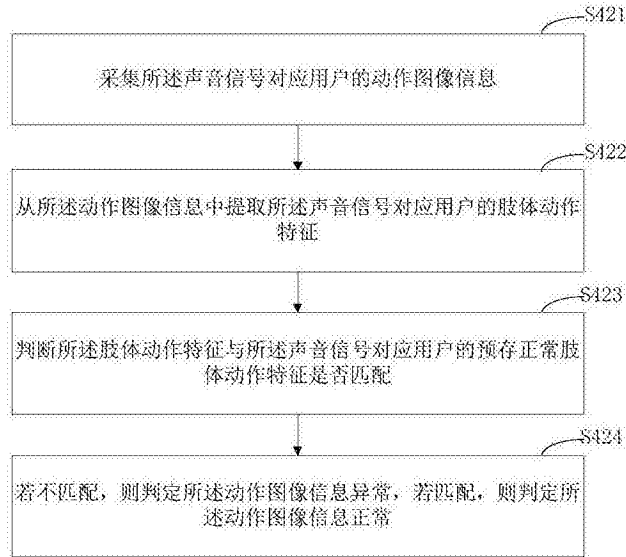 S421
采集所述声音信号对应用户的动作图像信息
S422
从所述动作图像信息中提取所述声音信号对应用户的肢体动作
特征
S423
判断所述肢体动作特征与所述声音信号对应用户的预存正常肢
体动作特征是否匹配
S424
若不匹配，则判定所述动作图像信息异常，若匹配，则判定所
述动作图像信息正常